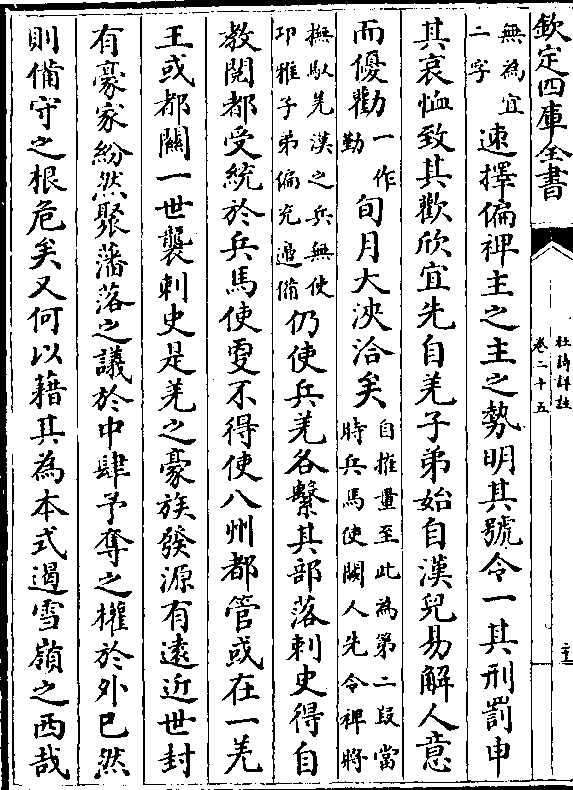 欽定四庫全書
杜詩詳註
卷二十五
無為宜
二字
速擇偏裨主之主之勢明其號令一其刑罰申
其哀恤致其歡欣宜先自羌子弟始自漢兒易解人意
而優勸
一作
勤
旬月大浹洽矣
自推量至此為第二段當
時兵馬使闕人先令裨將
撫馭羌漢之兵無使
邛雅子弟偏充邊備
仍使兵羌各繫其部落刺史得自
教閱都受統於兵馬使更不得使八州都管或在一羌
王或都關一世襲刺史是羌之豪族發源有遠近世封
有豪家紛然聚藩落之議於中肆予奪之權於外已然
則備守之根危矣又何以藉其為本式遏雪嶺之西哉